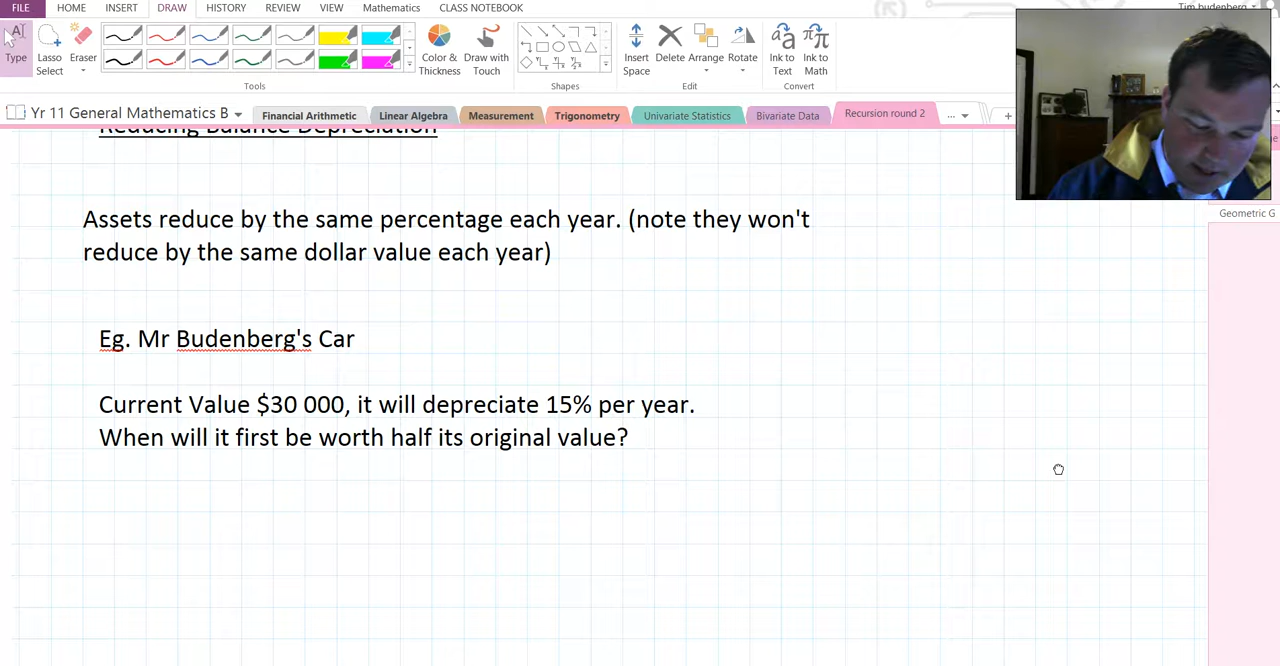 FILE HOME INSERT DRAW HISTORY REVIEW VIEW Mathematics CLASS NOTEBOOK
Tim budenberg
Type
Lasso Select
Eraser
Color & Thickness
Draw with Touch
Insert Space
Delete
Arrange
Rotate
Ink to Text
Ink to Math
Tools
Shapes
Edit
Convert
Yr 11 General Mathematics B Financial Arithmetic Linear Algebra Measurement Trigonometry Univariate Statistics Bivariate Data Recursion round 2 ...
Reducing Balance Depreciation
Geometric G
Assets reduce by the same percentage each year. (note they won't
reduce by the same dollar value each year)
Eg. Mr Budenberg's Car
Current Value $30 000, it will depreciate 15% per year.
When will it first be worth half its original value?